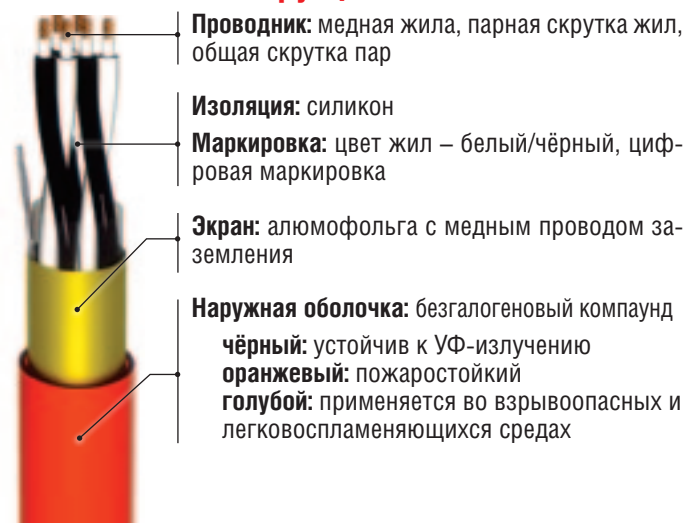 Проводник: медная жила, парная скрутка жил,
общая скрутка пар
Изоляция: силикон
Маркировка: цвет жил – белый/чёрный, циф-
ровая маркировка
Экран: алюмофольга с медным проводом за-
земления
Наружная оболочка: безгалогеновый компаунд
чёрный: устойчив к УФ-излучению
оранжевый: пожаростойкий
голубой: применяется во взрывоопасных и
легковоспламеняющихся средах